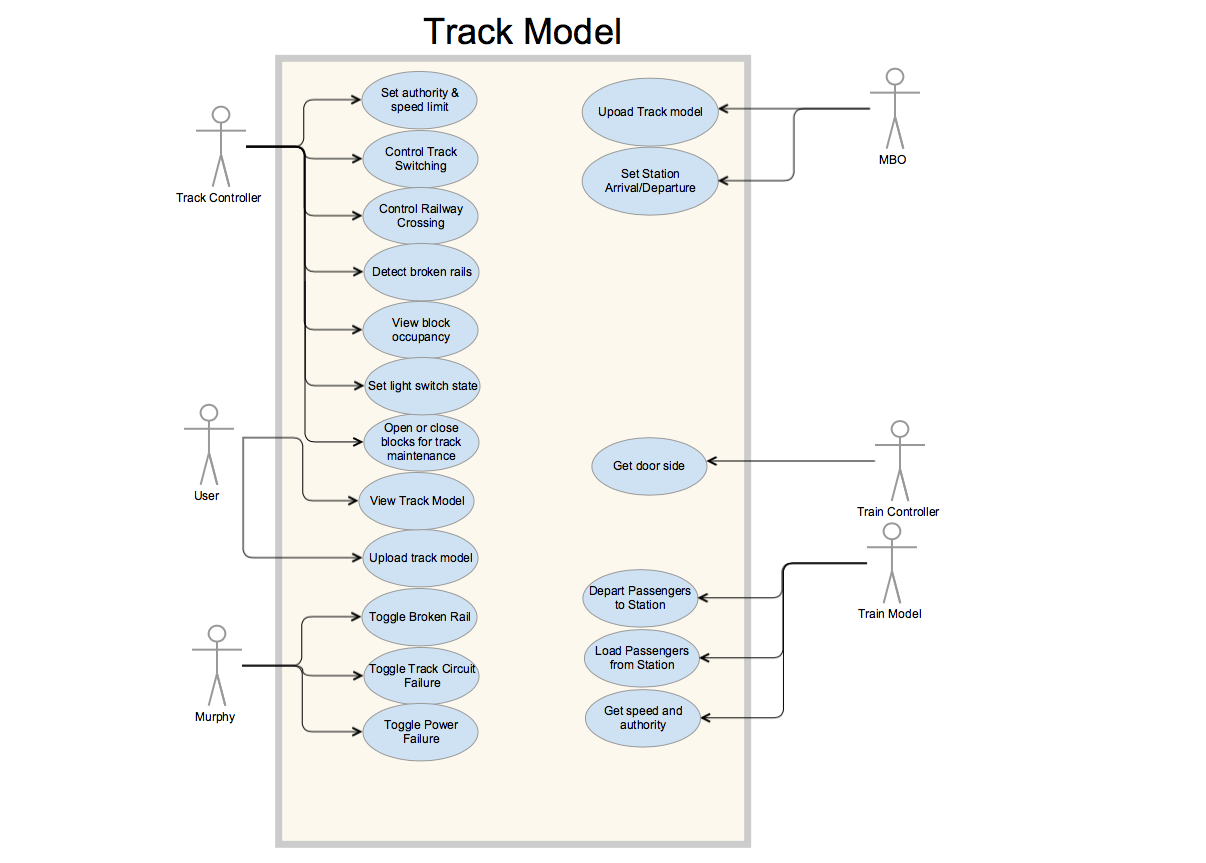 Track Model
Set authority &
speed limit
Control Track
Switching
Control Railway
Crossing
Detect broken rails
View block
occupancy
Set light switch state
Open or close
blocks for track
maintenance
View Track Model
Upload track model
Toggle Broken Rail
Toggle Track Circuit
Failure
Toggle Power
Failure
Track Controller
User
Murphy
Upoad Track model
Set Station
Arrival/Departure
Get door side
Depart Passengers
to Station
Load Passengers
from Station
Get speed and
authority
MBO
Train Controller
Train Model